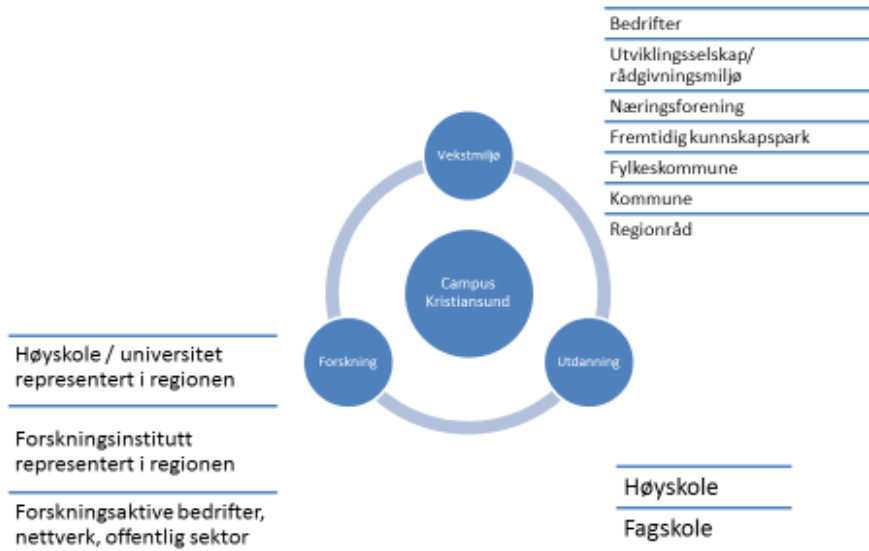 Bedrifter
Utviklingsselskap/
rådgivningsmiljø
Næringsforening
Fremtidig kunnskapspark
Fylkeskommune
Kommune
Regionråd
Vekstmiljø
Campus
Kristiansund
Forskning
Utdanning
Høyskole / universitet
representert i regionen
Forskningsinstitutt
representert i regionen
Forskningsaktive bedrifter,
nettverk, offentlig sektor
Høyskole
Fagskole